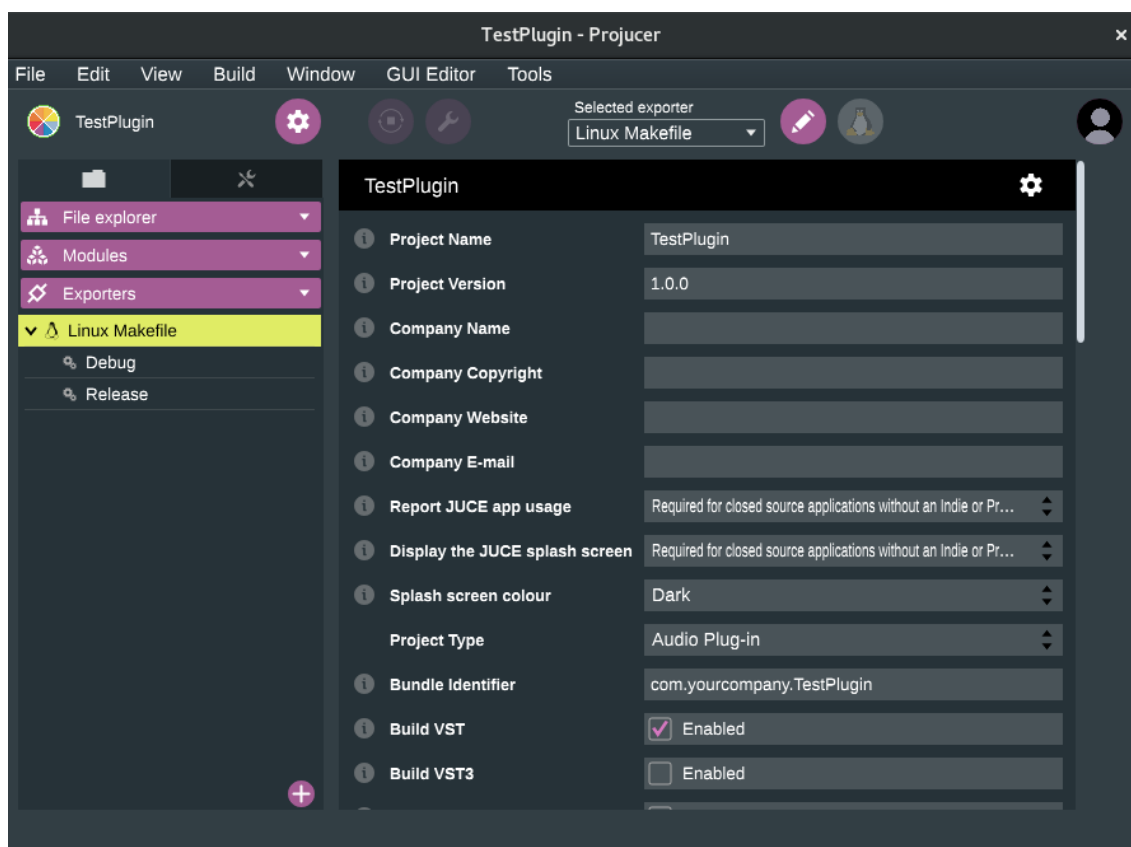 TestPlugin - Projucer
File Edit View Build Window GUI Editor Tools
TestPlugin
Selected exporter
Linux Makefile
File explorer
Modules
Exporters
Linux Makefile
Debug
Release
TestPlugin
Project Name TestPlugin
Project Version 1.0.0
Company Name
Company Copyright
Company Website
Company E-mail
Report JUCE app usage Required for closed source applications without an Indie or Pr...
Display the JUCE splash screen Required for closed source applications without an Indie or Pr...
Splash screen colour Dark
Project Type Audio Plug-in
Bundle Identifier com.yourcompany.TestPlugin
Build VST Enabled
Build VST3 Enabled